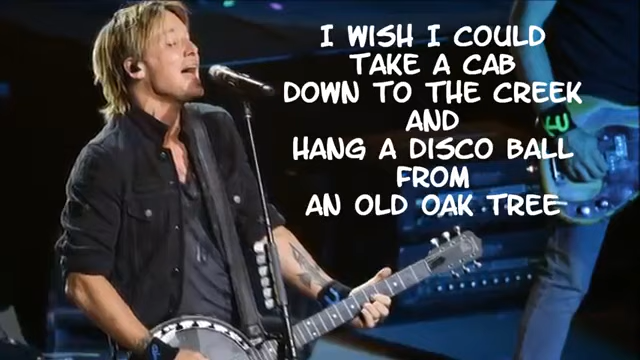 I WISH I COULD
TAKE A CAB
DOWN TO THE CREEK
AND
HANG A DISCO BALL
FROM
AN OLD OAK TREE